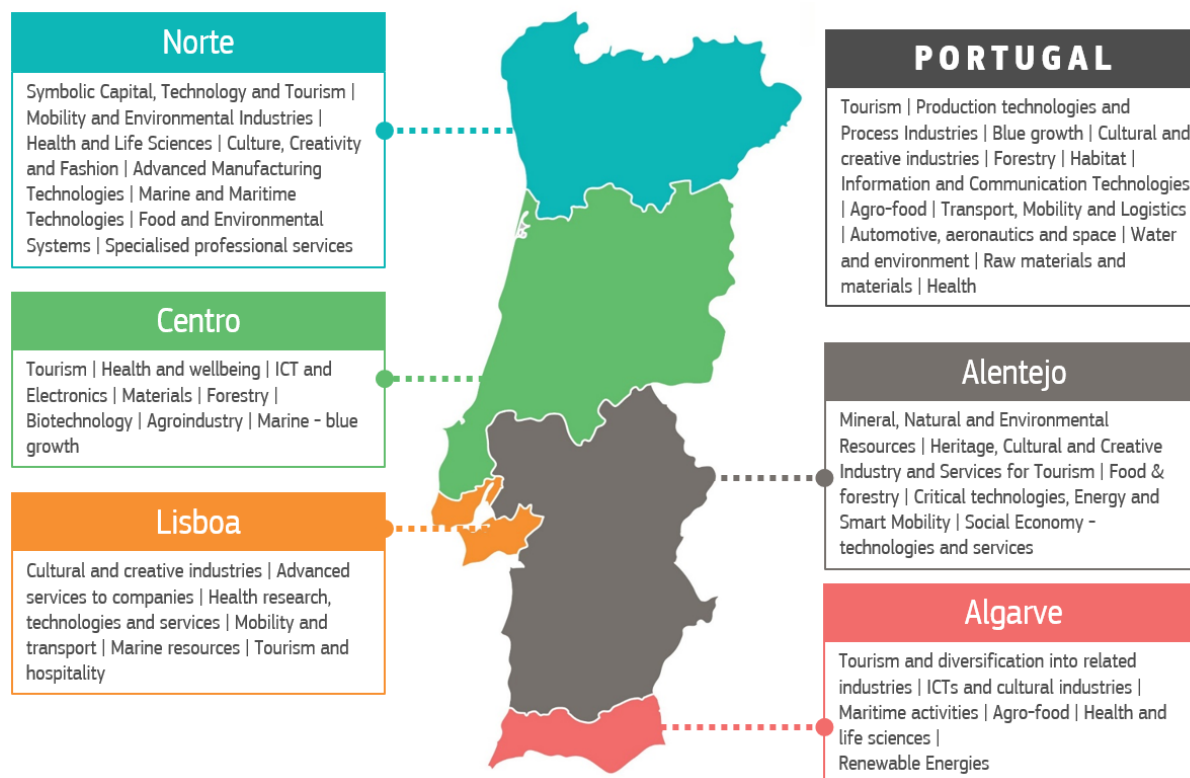 Norte
Symbolic Capital, Technology and Tourism |
Mobility and Environmental Industries |
Health and Life Sciences | Culture, Creativity
and Fashion | Advanced Manufacturing
Technologies | Marine and Maritime
Technologies | Food and Environmental
Systems | Specialised professional services
Centro
Tourism | Health and wellbeing | ICT and
Electronics | Materials | Forestry |
Biotechnology | Agroindustry | Marine - blue
growth
Lisboa
Cultural and creative industries | Advanced
services to companies | Health research,
technologies and services | Mobility and
transport | Marine resources | Tourism and
hospitality
PORTUGAL
Tourism | Production technologies and
Process Industries | Blue growth | Cultural and
creative industries | Forestry | Habitat |
Information and Communication Technologies
| Agro-food | Transport, Mobility and Logistics
| Automotive, aeronautics and space | Water
and environment | Raw materials and
materials | Health
Alentejo
Mineral, Natural and Environmental
Resources | Heritage, Cultural and Creative
Industry and Services for Tourism | Food &
forestry | Critical technologies, Energy and
Smart Mobility | Social Economy -
technologies and services
Algarve
Tourism and diversification into related
industries | ICTs and cultural industries |
Maritime activities | Agro-food | Health and
life sciences |
Renewable Energies